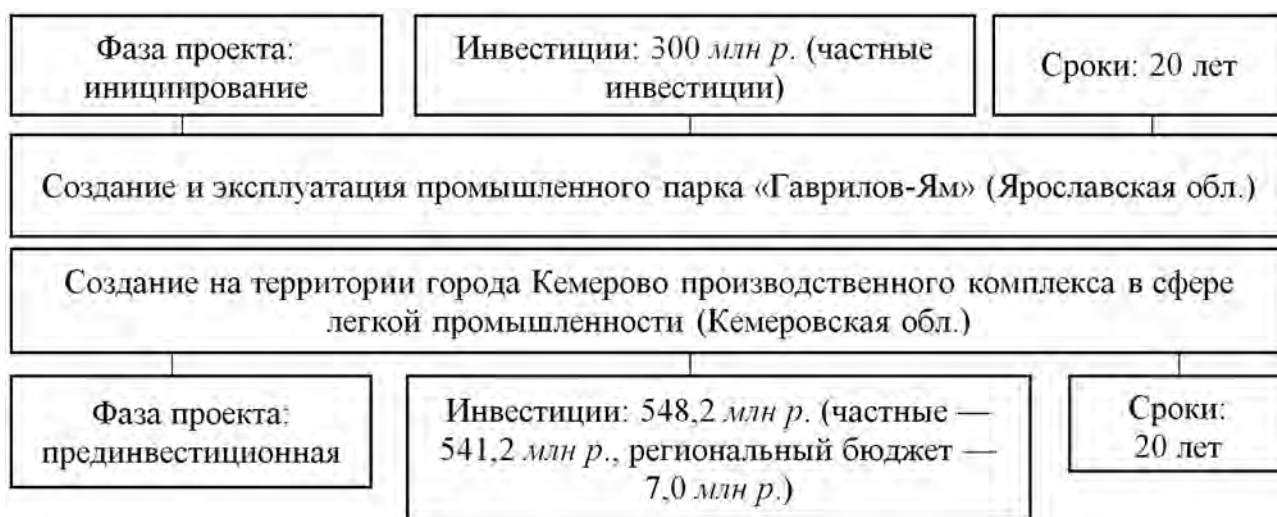 Фаза проекта:
инициирование
Инвестиции: 300 млн р. (частные
инвестиции)
Сроки: 20 лет
Создание и эксплуатация промышленного парка «Гаврилов-Ям» (Ярославская обл.)
Создание на территории города Кемерово производственного комплекса в сфере
легкой промышленности (Кемеровская обл.)
Фаза проекта:
прединвестиционная
Инвестиции: 548,2 млн р. (частные —
541,2 млн р., региональный бюджет —
7,0 млн р.)
Сроки:
20 лет